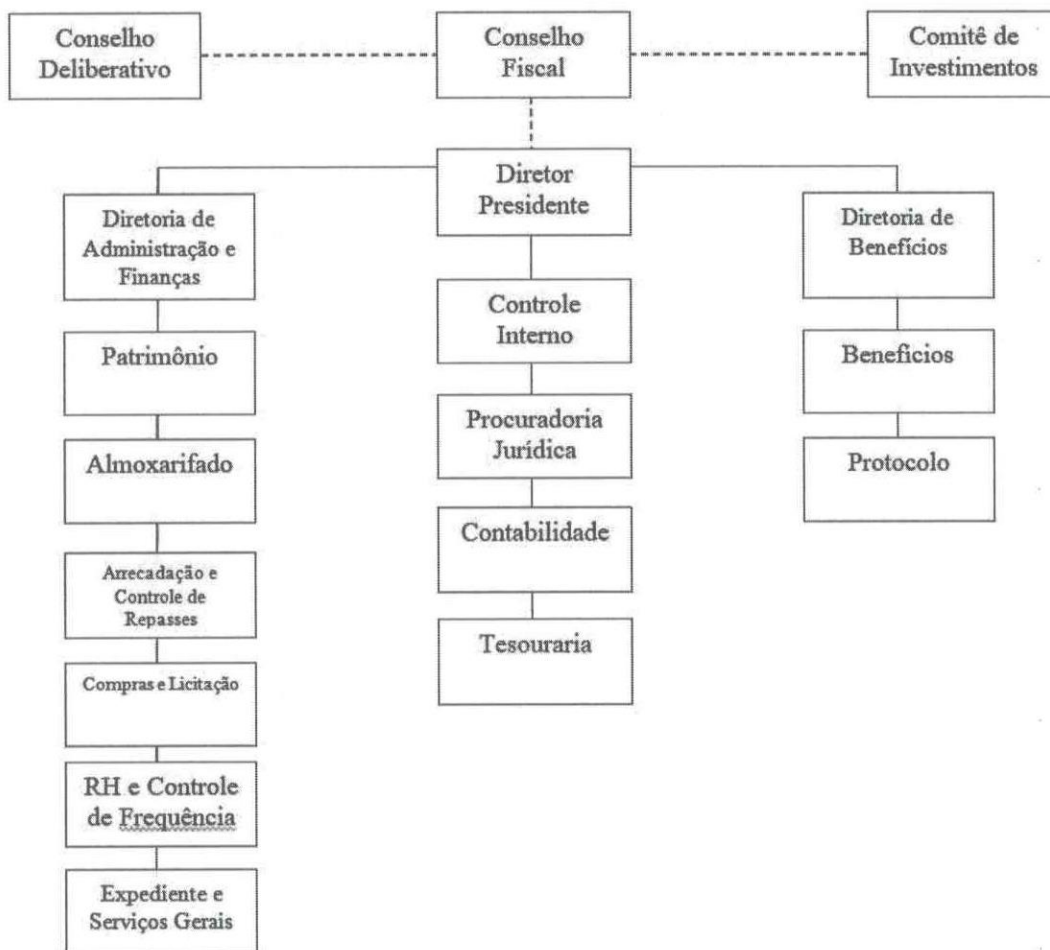 Conselho
Deliberativo
Conselho
Fiscal
Comitê de
Investimentos
Diretor
Presidente
Diretoria de
Administração e
Finanças
Diretoria de
Benefícios
Patrimônio
Controle
Interno
Beneficios
Almoxarifado
Procuradoria
Jurídica
Protocolo
Arrecadação e
Controle de
Repasses
Contabilidade
Compras e Licitação
Tesouraria
RH e Controle
de Frequência
Expediente e
Serviços Gerais